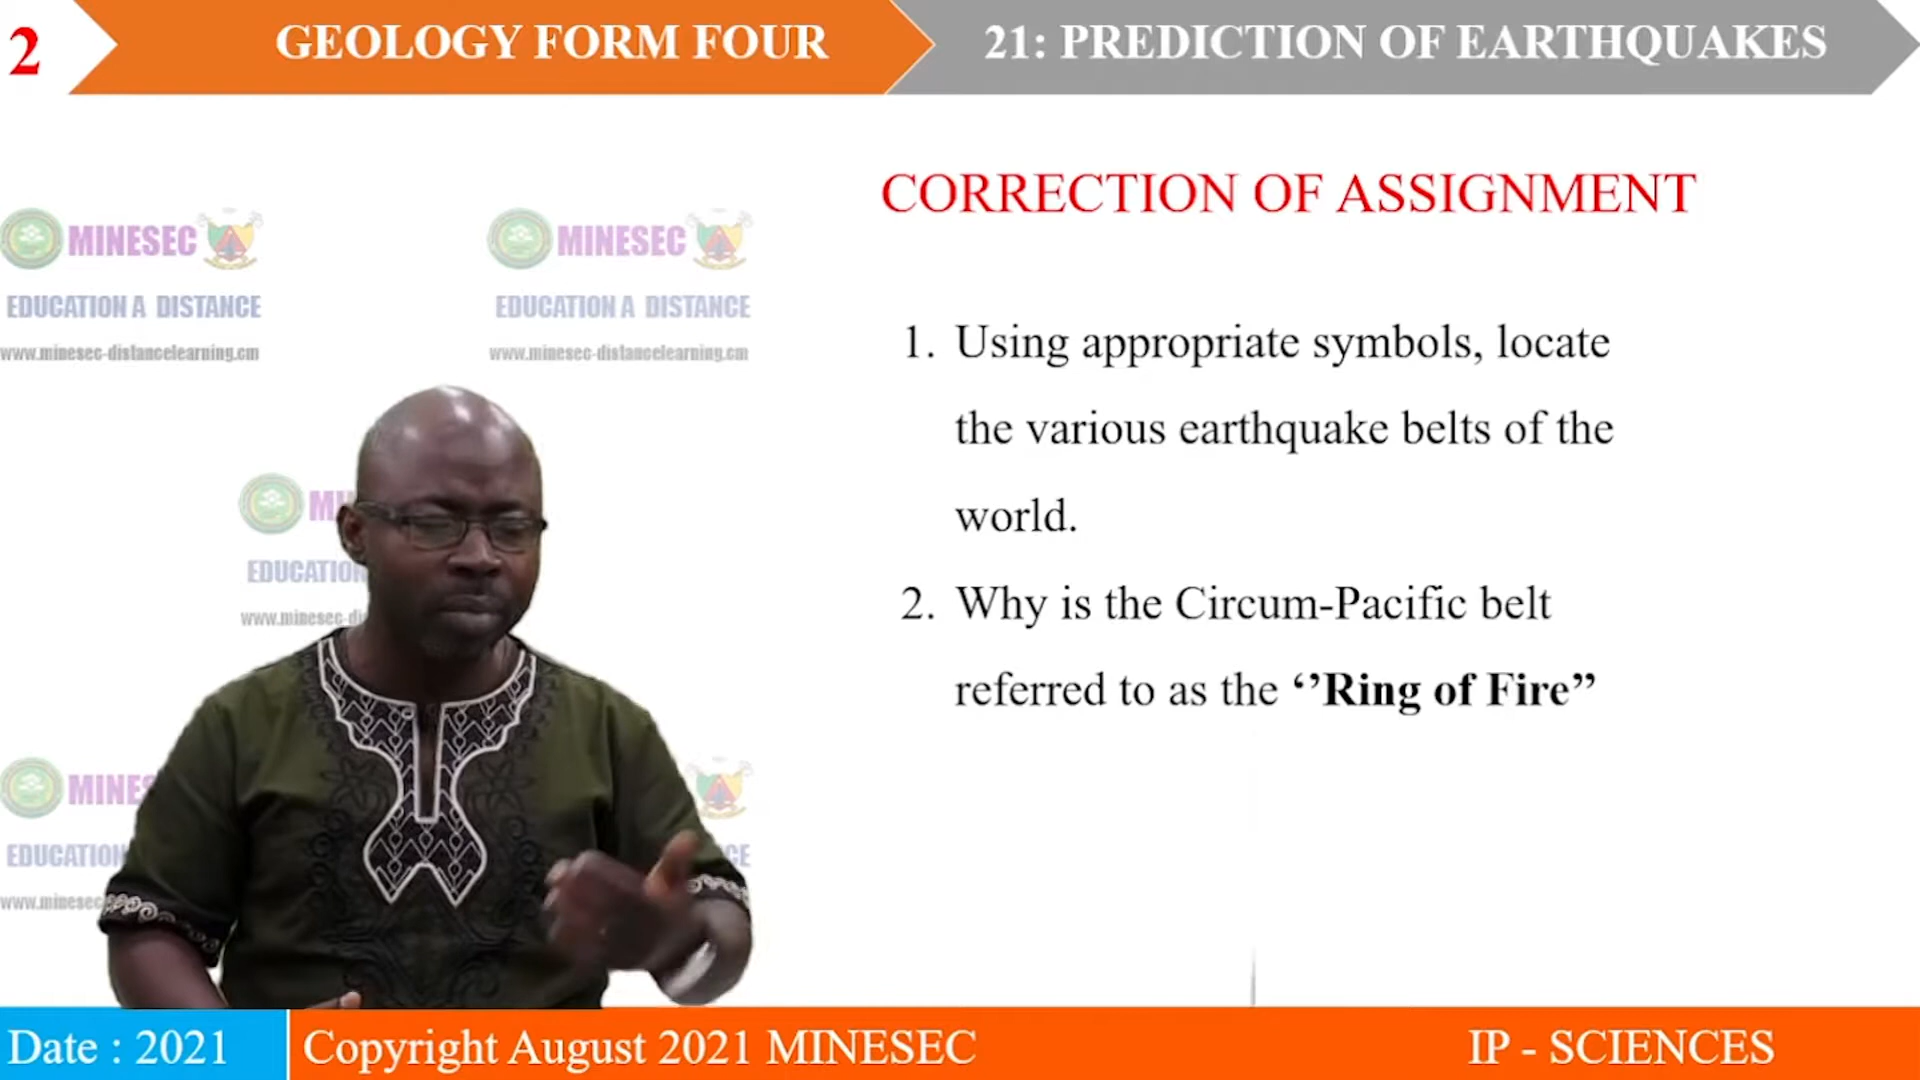 2
GEOLOGY FORM FOUR
21: PREDICTION OF EARTHQUAKES
CORRECTION OF ASSIGNMENT
1. Using appropriate symbols, locate
the various earthquake belts of the
world.
2. Why is the Circum-Pacific belt
referred to as the ‘’Ring of Fire”
MINESEC
EDUCATION A DISTANCE
www.minesec-distancelearning.cm
MINESEC
EDUCATION A DISTANCE
www.minesec-distancelearning.cm
Date : 2021
Copyright August 2021 MINESEC
IP - SCIENCES